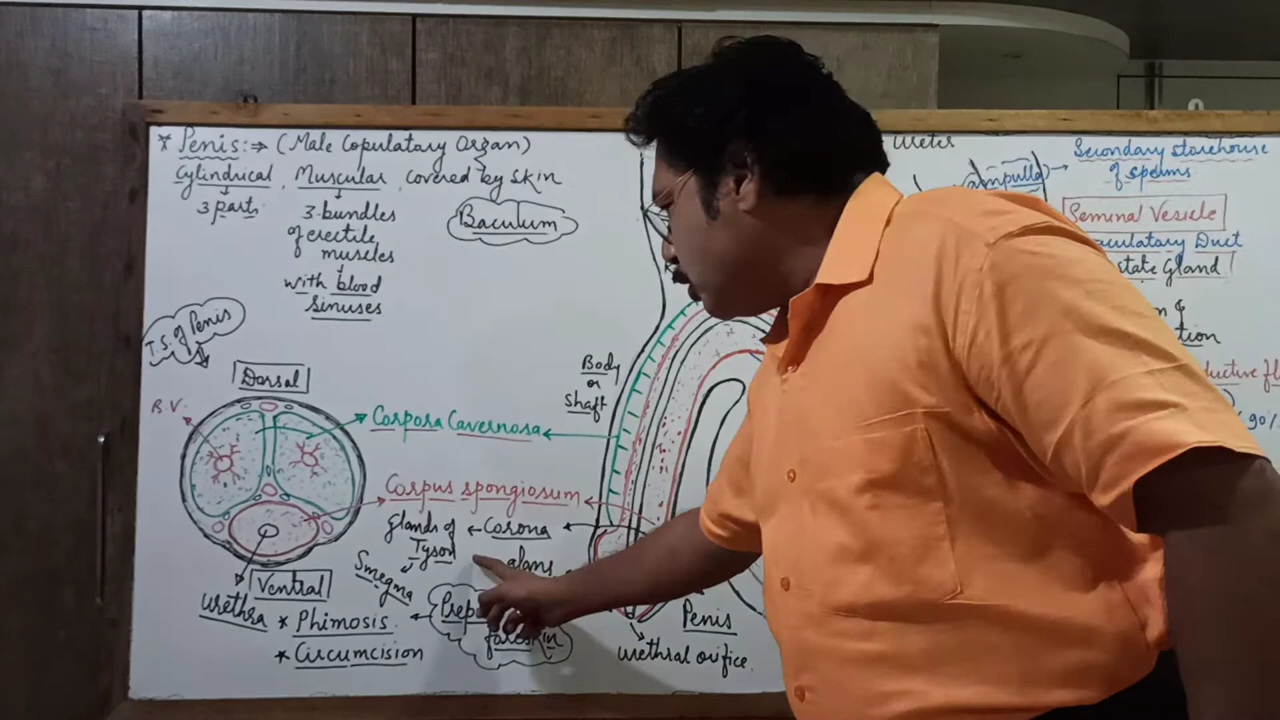 * Penis:⇒ (Male Copulatory Organ)
Cylindrical, Muscular, covered by skin
3 parts
3-bundles
of erectile
muscles
with blood
sinuses
Baculum
T.S. of Penis
Dorsal
B.V.
Corpora Cavernosa
Corpus spongiosum
glands of ← Corona
Tyson
Smegma
glans
Ventral
urethra
* Phimosis
* Circumcision
foreskin
Body
or
Shaft
Penis
urethral orifice
Ureter
ampulla → Secondary storehouse
of sperms
Seminal Vesicle
Duct
Gland